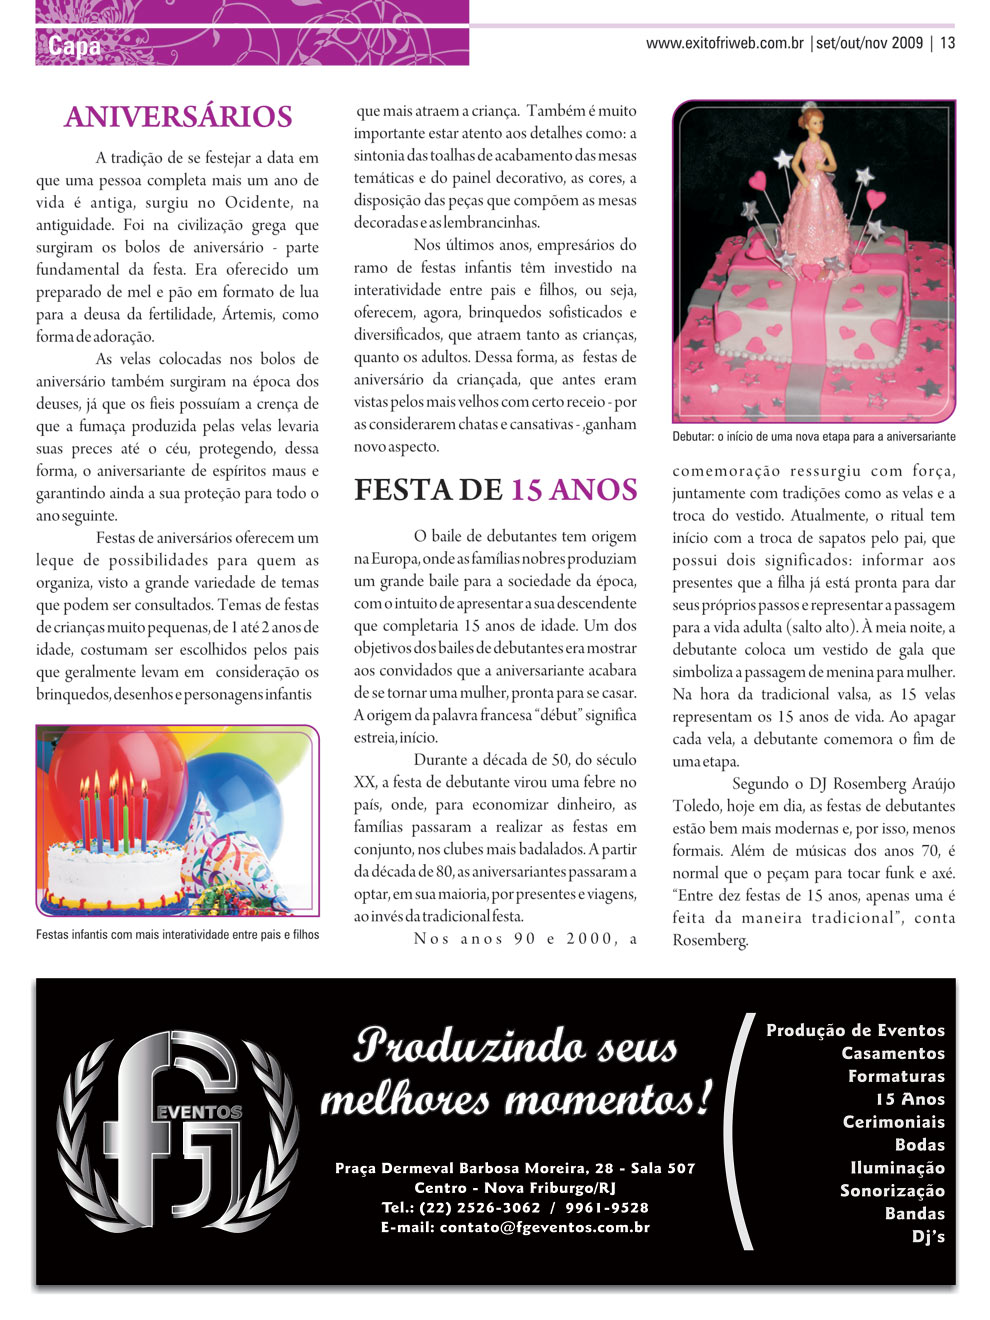 Capa
www.exitofriweb.com.br | set/out/nov 2009 | 13
ANIVERSÁRIOS
A tradição de se festejar a data em
que uma pessoa completa mais um ano de
vida é antiga, surgiu no Ocidente, na
antiguidade. Foi na civilização grega que
surgiram os bolos de aniversário - parte
fundamental da festa. Era oferecido um
preparado de mel e pão em formato de lua
para a deusa da fertilidade, Ártemis, como
forma de adoração.
As velas colocadas nos bolos de
aniversário também surgiram na época dos
deuses, já que os fieis possuíam a crença de
que a fumaça produzida pelas velas levaria
suas preces até o céu, protegendo, dessa
forma, o aniversariante de espíritos maus e
garantindo ainda a sua proteção para todo o
ano seguinte.
Festas de aniversários oferecem um
leque de possibilidades para quem as
organiza, visto a grande variedade de temas
que podem ser consultados. Temas de festas
de crianças muito pequenas, de 1 até 2 anos de
idade, costumam ser escolhidos pelos pais
que geralmente levam em consideração os
brinquedos, desenhos e personagens infantis
Festas infantis com mais interatividade entre pais e filhos
que mais atraem a criança. Também é muito
importante estar atento aos detalhes como: a
sintonia das toalhas de acabamento das mesas
temáticas e do painel decorativo, as cores, a
disposição das peças que compõem as mesas
decoradas e as lembrancinhas.
Nos últimos anos, empresários do
ramo de festas infantis têm investido na
interatividade entre pais e filhos, ou seja,
oferecem, agora, brinquedos sofisticados e
diversificados, que atraem tanto as crianças,
quanto os adultos. Dessa forma, as festas de
aniversário da criançada, que antes eram
vistas pelos mais velhos com certo receio - por
as considerarem chatas e cansativas - ,ganham
novo aspecto.
FESTA DE 15 ANOS
O baile de debutantes tem origem
na Europa, onde as famílias nobres produziam
um grande baile para a sociedade da época,
com o intuito de apresentar a sua descendente
que completaria 15 anos de idade. Um dos
objetivos dos bailes de debutantes era mostrar
aos convidados que a aniversariante acabara
de se tornar uma mulher, pronta para se casar.
A origem da palavra francesa “début” significa
estreia, início.
Durante a década de 50, do século
XX, a festa de debutante virou uma febre no
país, onde, para economizar dinheiro, as
famílias passaram a realizar as festas em
conjunto, nos clubes mais badalados. A partir
da década de 80, as aniversariantes passaram a
optar, em sua maioria, por presentes e viagens,
ao invés da tradicional festa.
Nos anos 90 e 2000, a
Debutar: o início de uma nova etapa para a aniversariante
comemoração ressurgiu com força,
juntamente com tradições como as velas e a
troca do vestido. Atualmente, o ritual tem
início com a troca de sapatos pelo pai, que
possui dois significados: informar aos
presentes que a filha já está pronta para dar
seus próprios passos e representar a passagem
para a vida adulta (salto alto). À meia noite, a
debutante coloca um vestido de gala que
simboliza a passagem de menina para mulher.
Na hora da tradicional valsa, as 15 velas
representam os 15 anos de vida. Ao apagar
cada vela, a debutante comemora o fim de
uma etapa.
Segundo o DJ Rosemberg Araújo
Toledo, hoje em dia, as festas de debutantes
estão bem mais modernas e, por isso, menos
formais. Além de músicas dos anos 70, é
normal que o peçam para tocar funk e axé.
“Entre dez festas de 15 anos, apenas uma é
feita da maneira tradicional”, conta
Rosemberg.
fG
EVENTOS
Produzindo seus
melhores momentos!
Praça Dermeval Barbosa Moreira, 28 - Sala 507
Centro - Nova Friburgo/RJ
Tel.: (22) 2526-3062 / 9961-9528
E-mail: contato@fgeventos.com.br
Produção de Eventos
Casamentos
Formaturas
15 Anos
Cerimoniais
Bodas
Iluminação
Sonorização
Bandas
Dj's